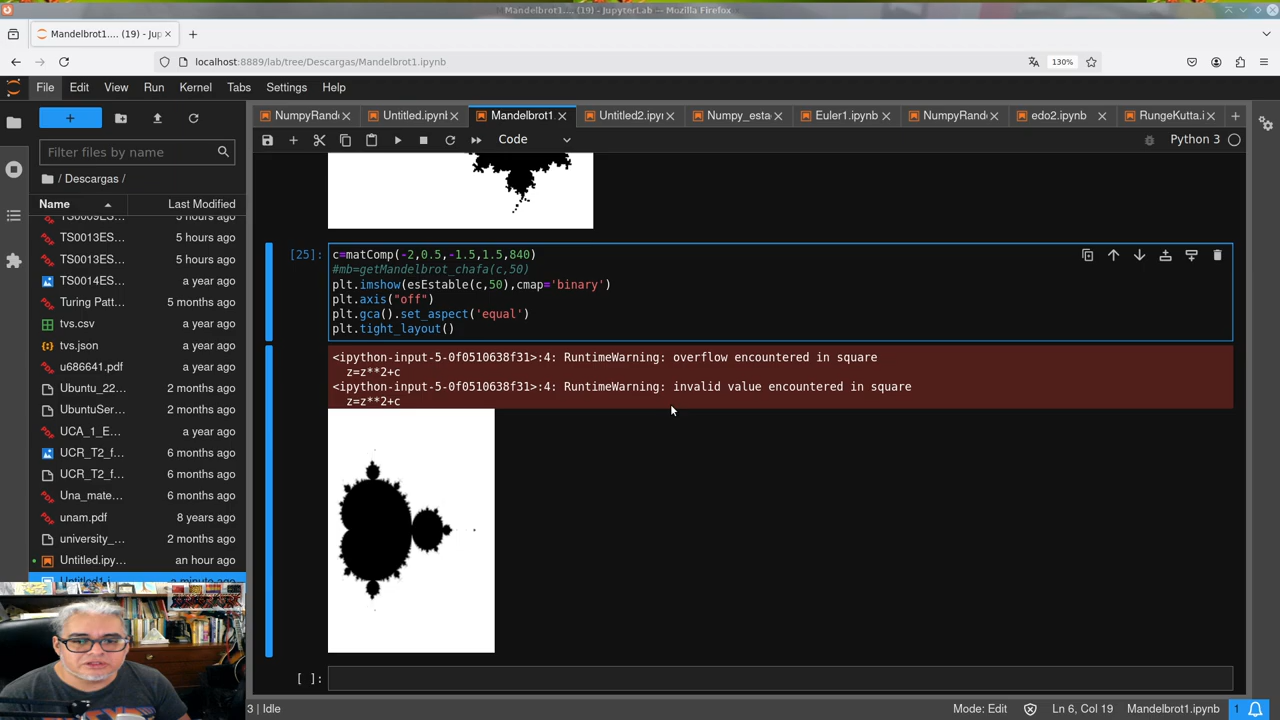 Mandelbrot1.... (19) - JupyterLab — Mozilla Firefox
Mandelbrot1.... (19) - Jup
localhost:8889/lab/tree/Descargas/Mandelbrot1.ipynb
130%
File Edit View Run Kernel Tabs Settings Help
NumpyRand Untitled.ipynl Mandelbrot1 Untitled2.ipy Numpy_esta Euler1.ipynb NumpyRand edo2.ipynb RungeKutta.i
Code
Python 3
Filter files by name
/ Descargas /
Name Last Modified
TS0009ES... 5 hours ago
TS0013ES... 5 hours ago
TS0013ES... 5 hours ago
TS0014ES... a year ago
Turing Patt... 5 months ago
tvs.csv a year ago
tvs.json a year ago
u686641.pdf a year ago
Ubuntu_22... 2 months ago
UbuntuSer... 2 months ago
UCA_1_E... a year ago
UCR_T2_f... 6 months ago
UCR_T2_f... 6 months ago
Una_mate... 6 months ago
unam.pdf 8 years ago
university_... 2 months ago
Untitled.ipy... an hour ago
Untitled1.i... a minute ago
[25]:
c=matComp(-2,0.5,-1.5,1.5,840)
#mb=getMandelbrot_chafa(c,50)
plt.imshow(esEstable(c,50),cmap='binary')
plt.axis("off")
plt.gca().set_aspect('equal')
plt.tight_layout()
<ipython-input-5-0f0510638f31>:4: RuntimeWarning: overflow encountered in square
z=z**2+c
<ipython-input-5-0f0510638f31>:4: RuntimeWarning: invalid value encountered in square
z=z**2+c
[ ]:
3 | Idle
Mode: Edit
Ln 6, Col 19
Mandelbrot1.ipynb
1